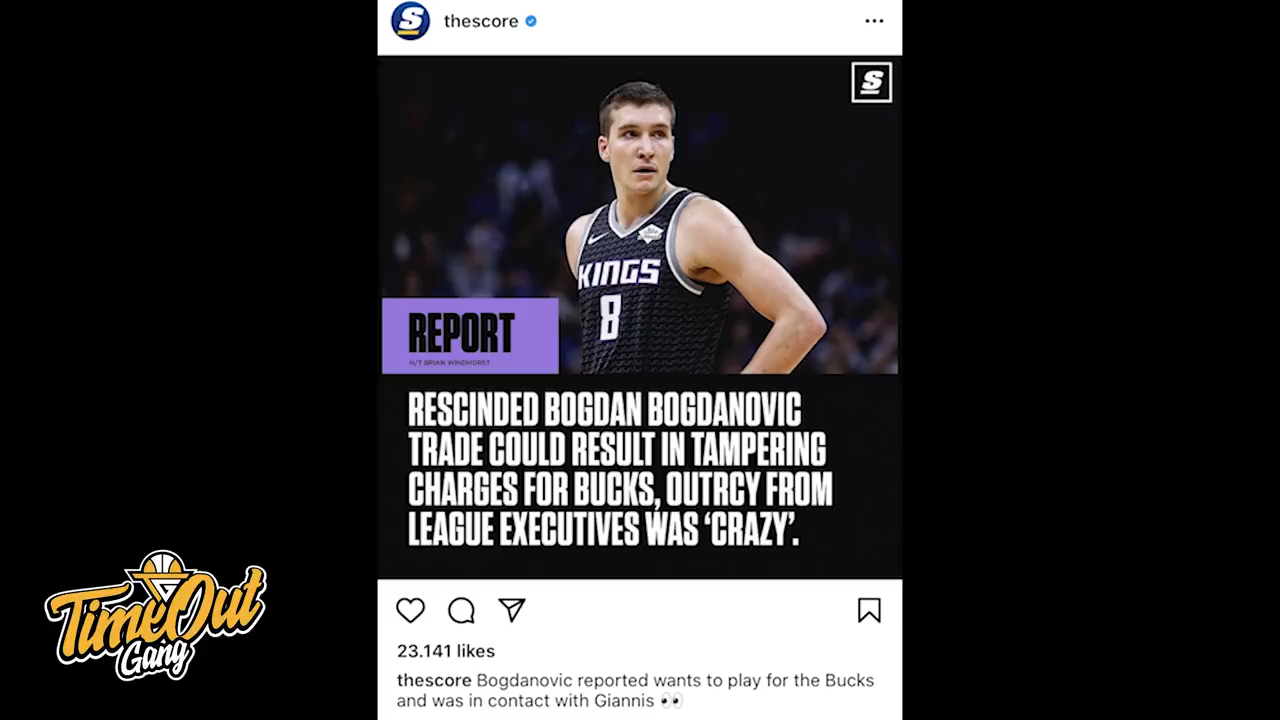 thescore
REPORT
H/T BRIAN WINDHORST
KINGS
8
RESCINDED BOGDAN BOGDANOVIC
TRADE COULD RESULT IN TAMPERING
CHARGES FOR BUCKS, OUTRCY FROM
LEAGUE EXECUTIVES WAS ‘CRAZY’.
23.141 likes
thescore Bogdanovic reported wants to play for the Bucks
and was in contact with Giannis 👀
TimeOut
Gang